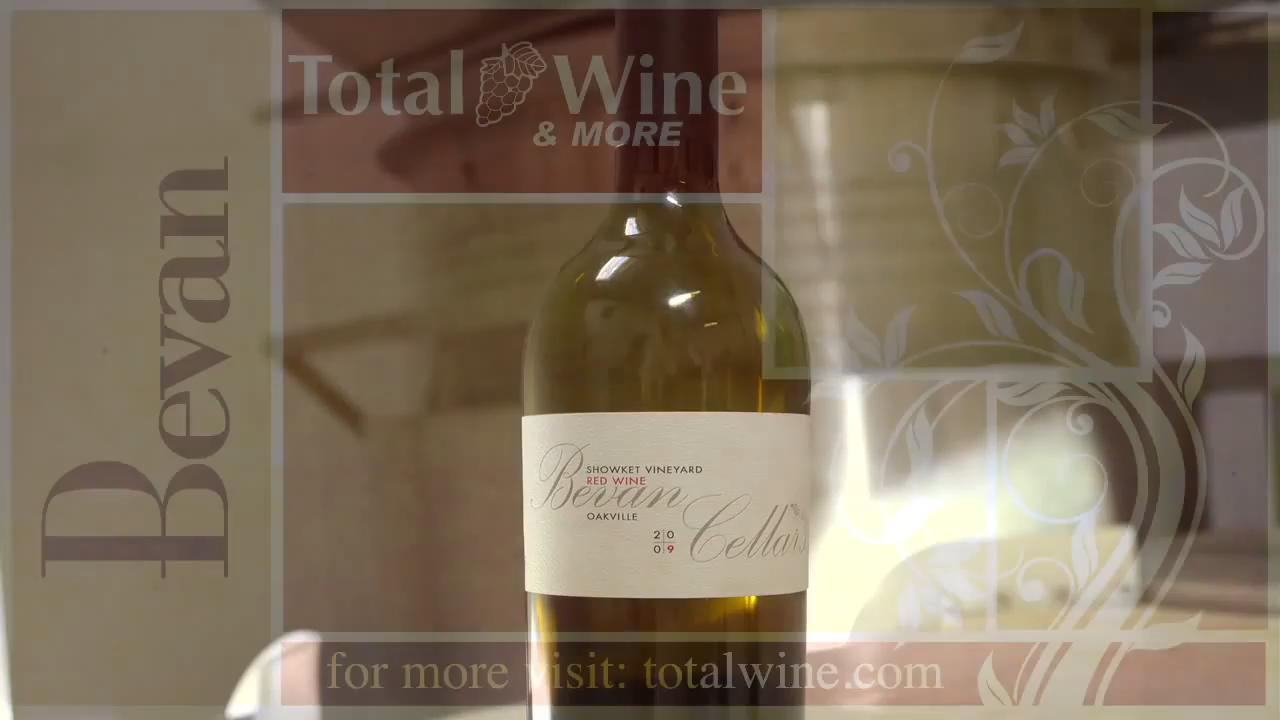 Total Wine
& MORE
Bevan
SHOWKET VINEYARD
RED WINE
Bevan
OAKVILLE
20
09
Cellars
for more visit: totalwine.com